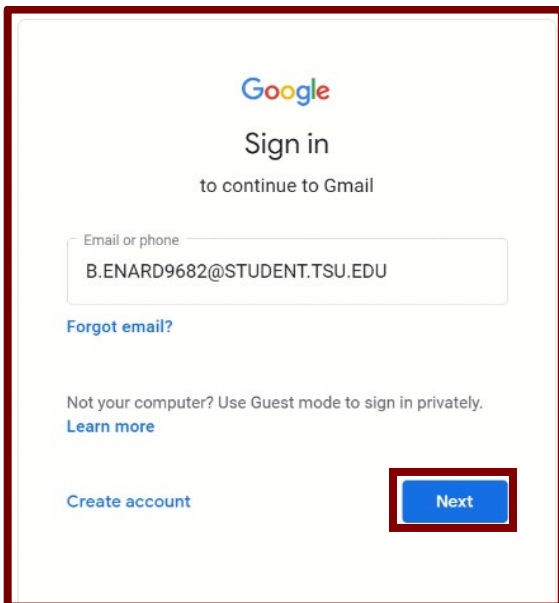 Google
Sign in
to continue to Gmail
Email or phone
B.ENARD9682@STUDENT.TSU.EDU
Forgot email?
Not your computer? Use Guest mode to sign in privately.
Learn more
Create account
Next